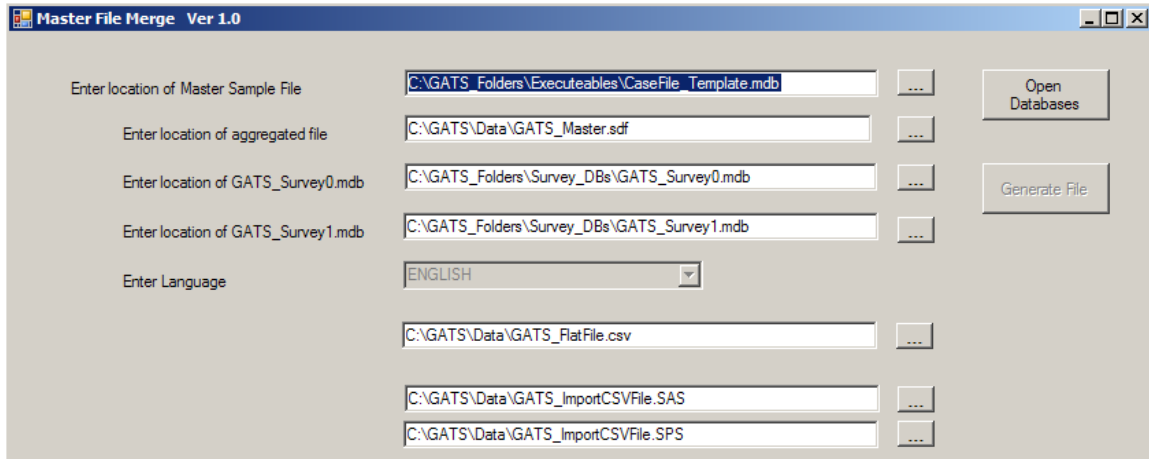 Master File Merge Ver 1.0
Enter location of Master Sample File C:\GATS_Folders\Executeables\CaseFile_Template.mdb ... Open Databases
Enter location of aggregated file C:\GATS\Data\GATS_Master.sdf ...
Enter location of GATS_Survey0.mdb C:\GATS_Folders\Survey_DBs\GATS_Survey0.mdb ... Generate File
Enter location of GATS_Survey1.mdb C:\GATS_Folders\Survey_DBs\GATS_Survey1.mdb ...
Enter Language ENGLISH
C:\GATS\Data\GATS_FlatFile.csv ...
C:\GATS\Data\GATS_ImportCSVFile.SAS ...
C:\GATS\Data\GATS_ImportCSVFile.SPS ...